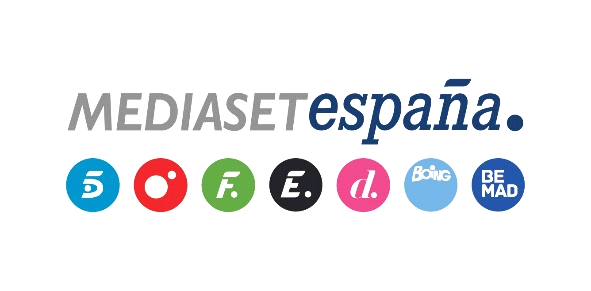 MEDIASETespaña.
5 F. E. d. BOING BE MAD